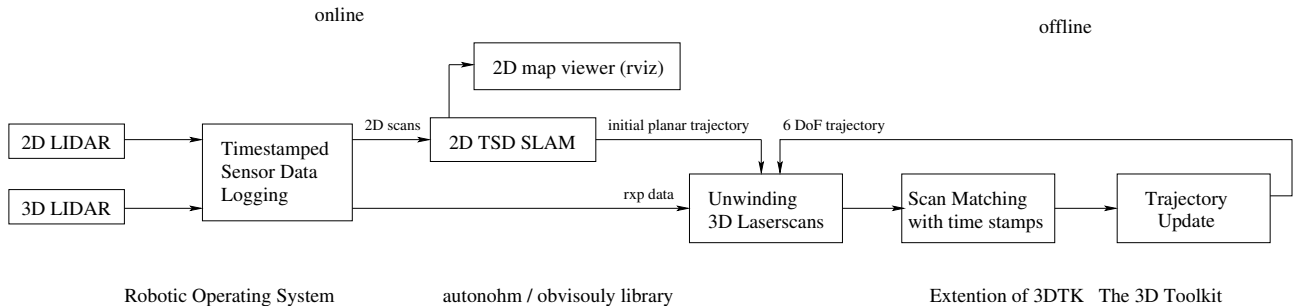 online
offline
2D map viewer (rviz)
2D LIDAR
3D LIDAR
Timestamped
Sensor Data
Logging
2D scans
2D TSD SLAM
initial planar trajectory
6 DoF trajectory
rxp data
Unwinding
3D Laserscans
Scan Matching
with time stamps
Trajectory
Update
Robotic Operating System
autonohm / obvisouly library
Extention of 3DTK The 3D Toolkit